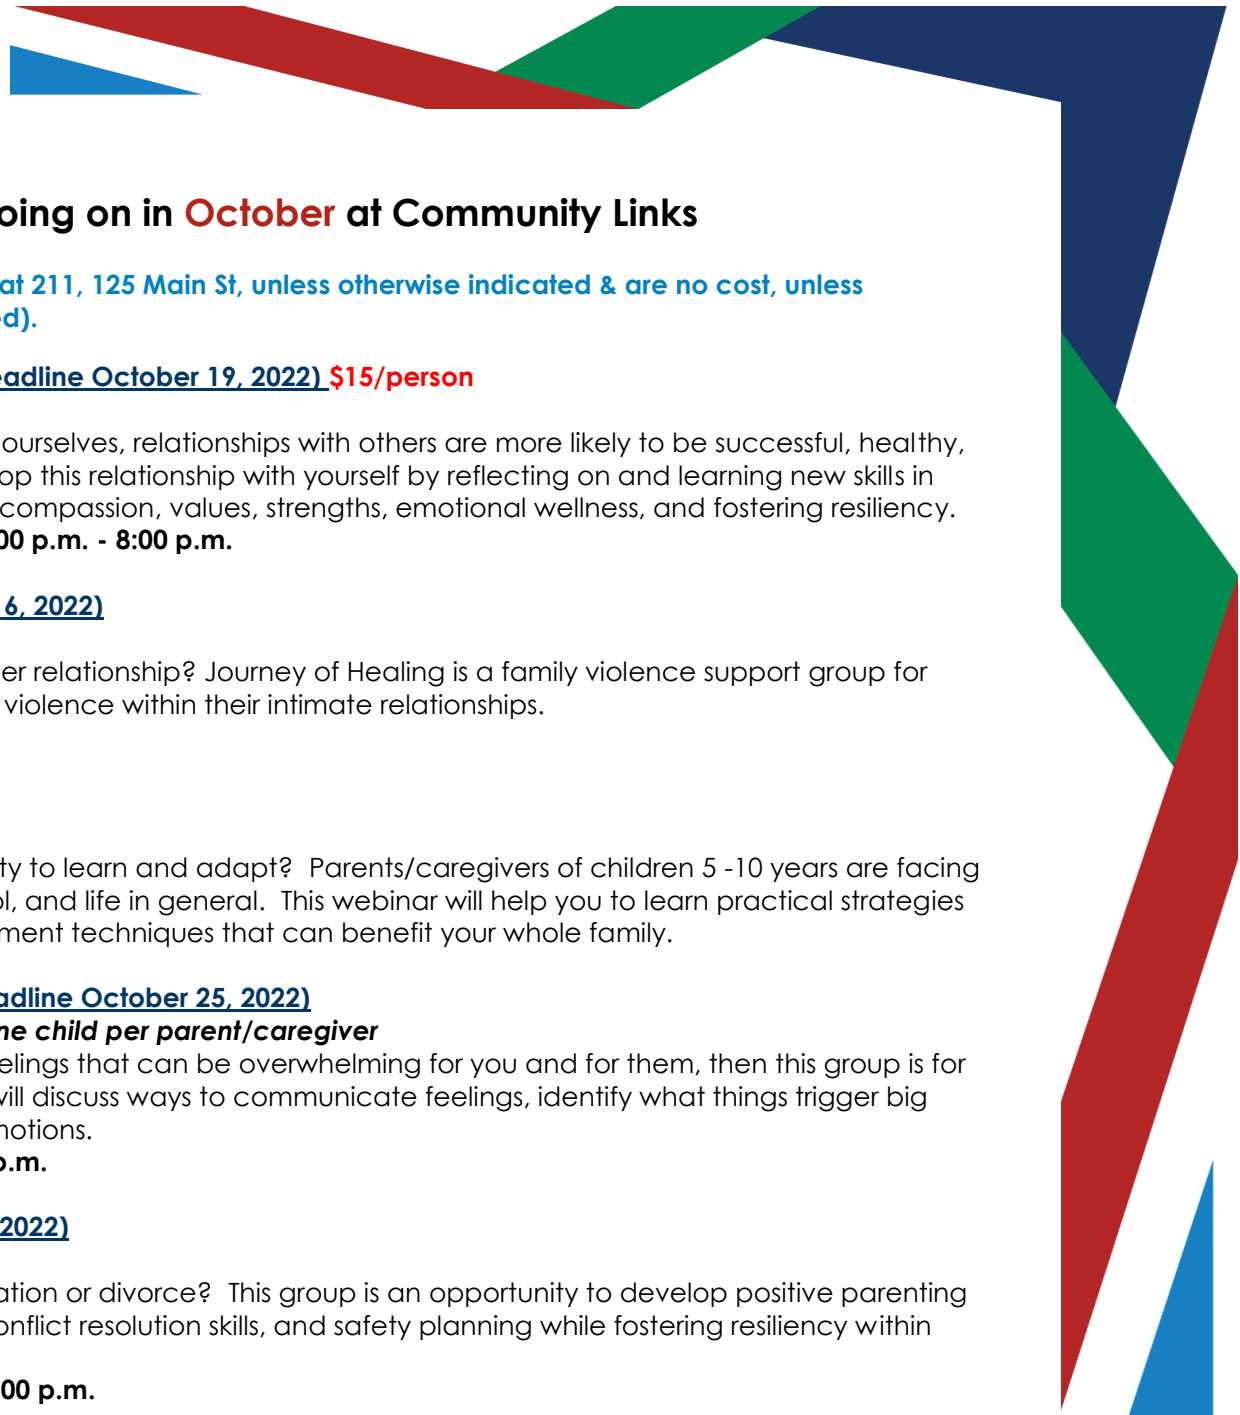 oing on in October at Community Links
at 211, 125 Main St, unless otherwise indicated & are no cost, unless
ed).
eadline October 19, 2022) $15/person
ourselves, relationships with others are more likely to be successful, healthy,
op this relationship with yourself by reflecting on and learning new skills in
compassion, values, strengths, emotional wellness, and fostering resiliency.
00 p.m. - 8:00 p.m.
6, 2022)
er relationship? Journey of Healing is a family violence support group for
violence within their intimate relationships.
ty to learn and adapt? Parents/caregivers of children 5 -10 years are facing
ol, and life in general. This webinar will help you to learn practical strategies
ment techniques that can benefit your whole family.
adline October 25, 2022)
ne child per parent/caregiver
elings that can be overwhelming for you and for them, then this group is for
will discuss ways to communicate feelings, identify what things trigger big
motions.
p.m.
2022)
ation or divorce? This group is an opportunity to develop positive parenting
onflict resolution skills, and safety planning while fostering resiliency within
00 p.m.